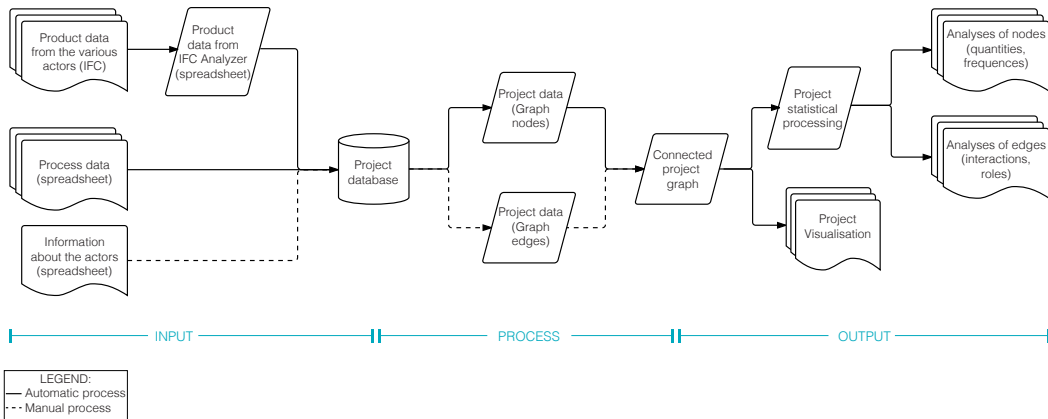 Product data
from the various
actors (IFC)
Product
data from
IFC Analyzer
(spreadsheet)
Process data
(spreadsheet)
Information
about the actors
(spreadsheet)
Project
database
Project data
(Graph
nodes)
Project data
(Graph
edges)
Connected
project
graph
Project
statistical
processing
Project
Visualisation
Analyses of nodes
(quantities,
frequences)
Analyses of edges
(interactions,
roles)
INPUT
PROCESS
OUTPUT
LEGEND:
Automatic process
Manual process